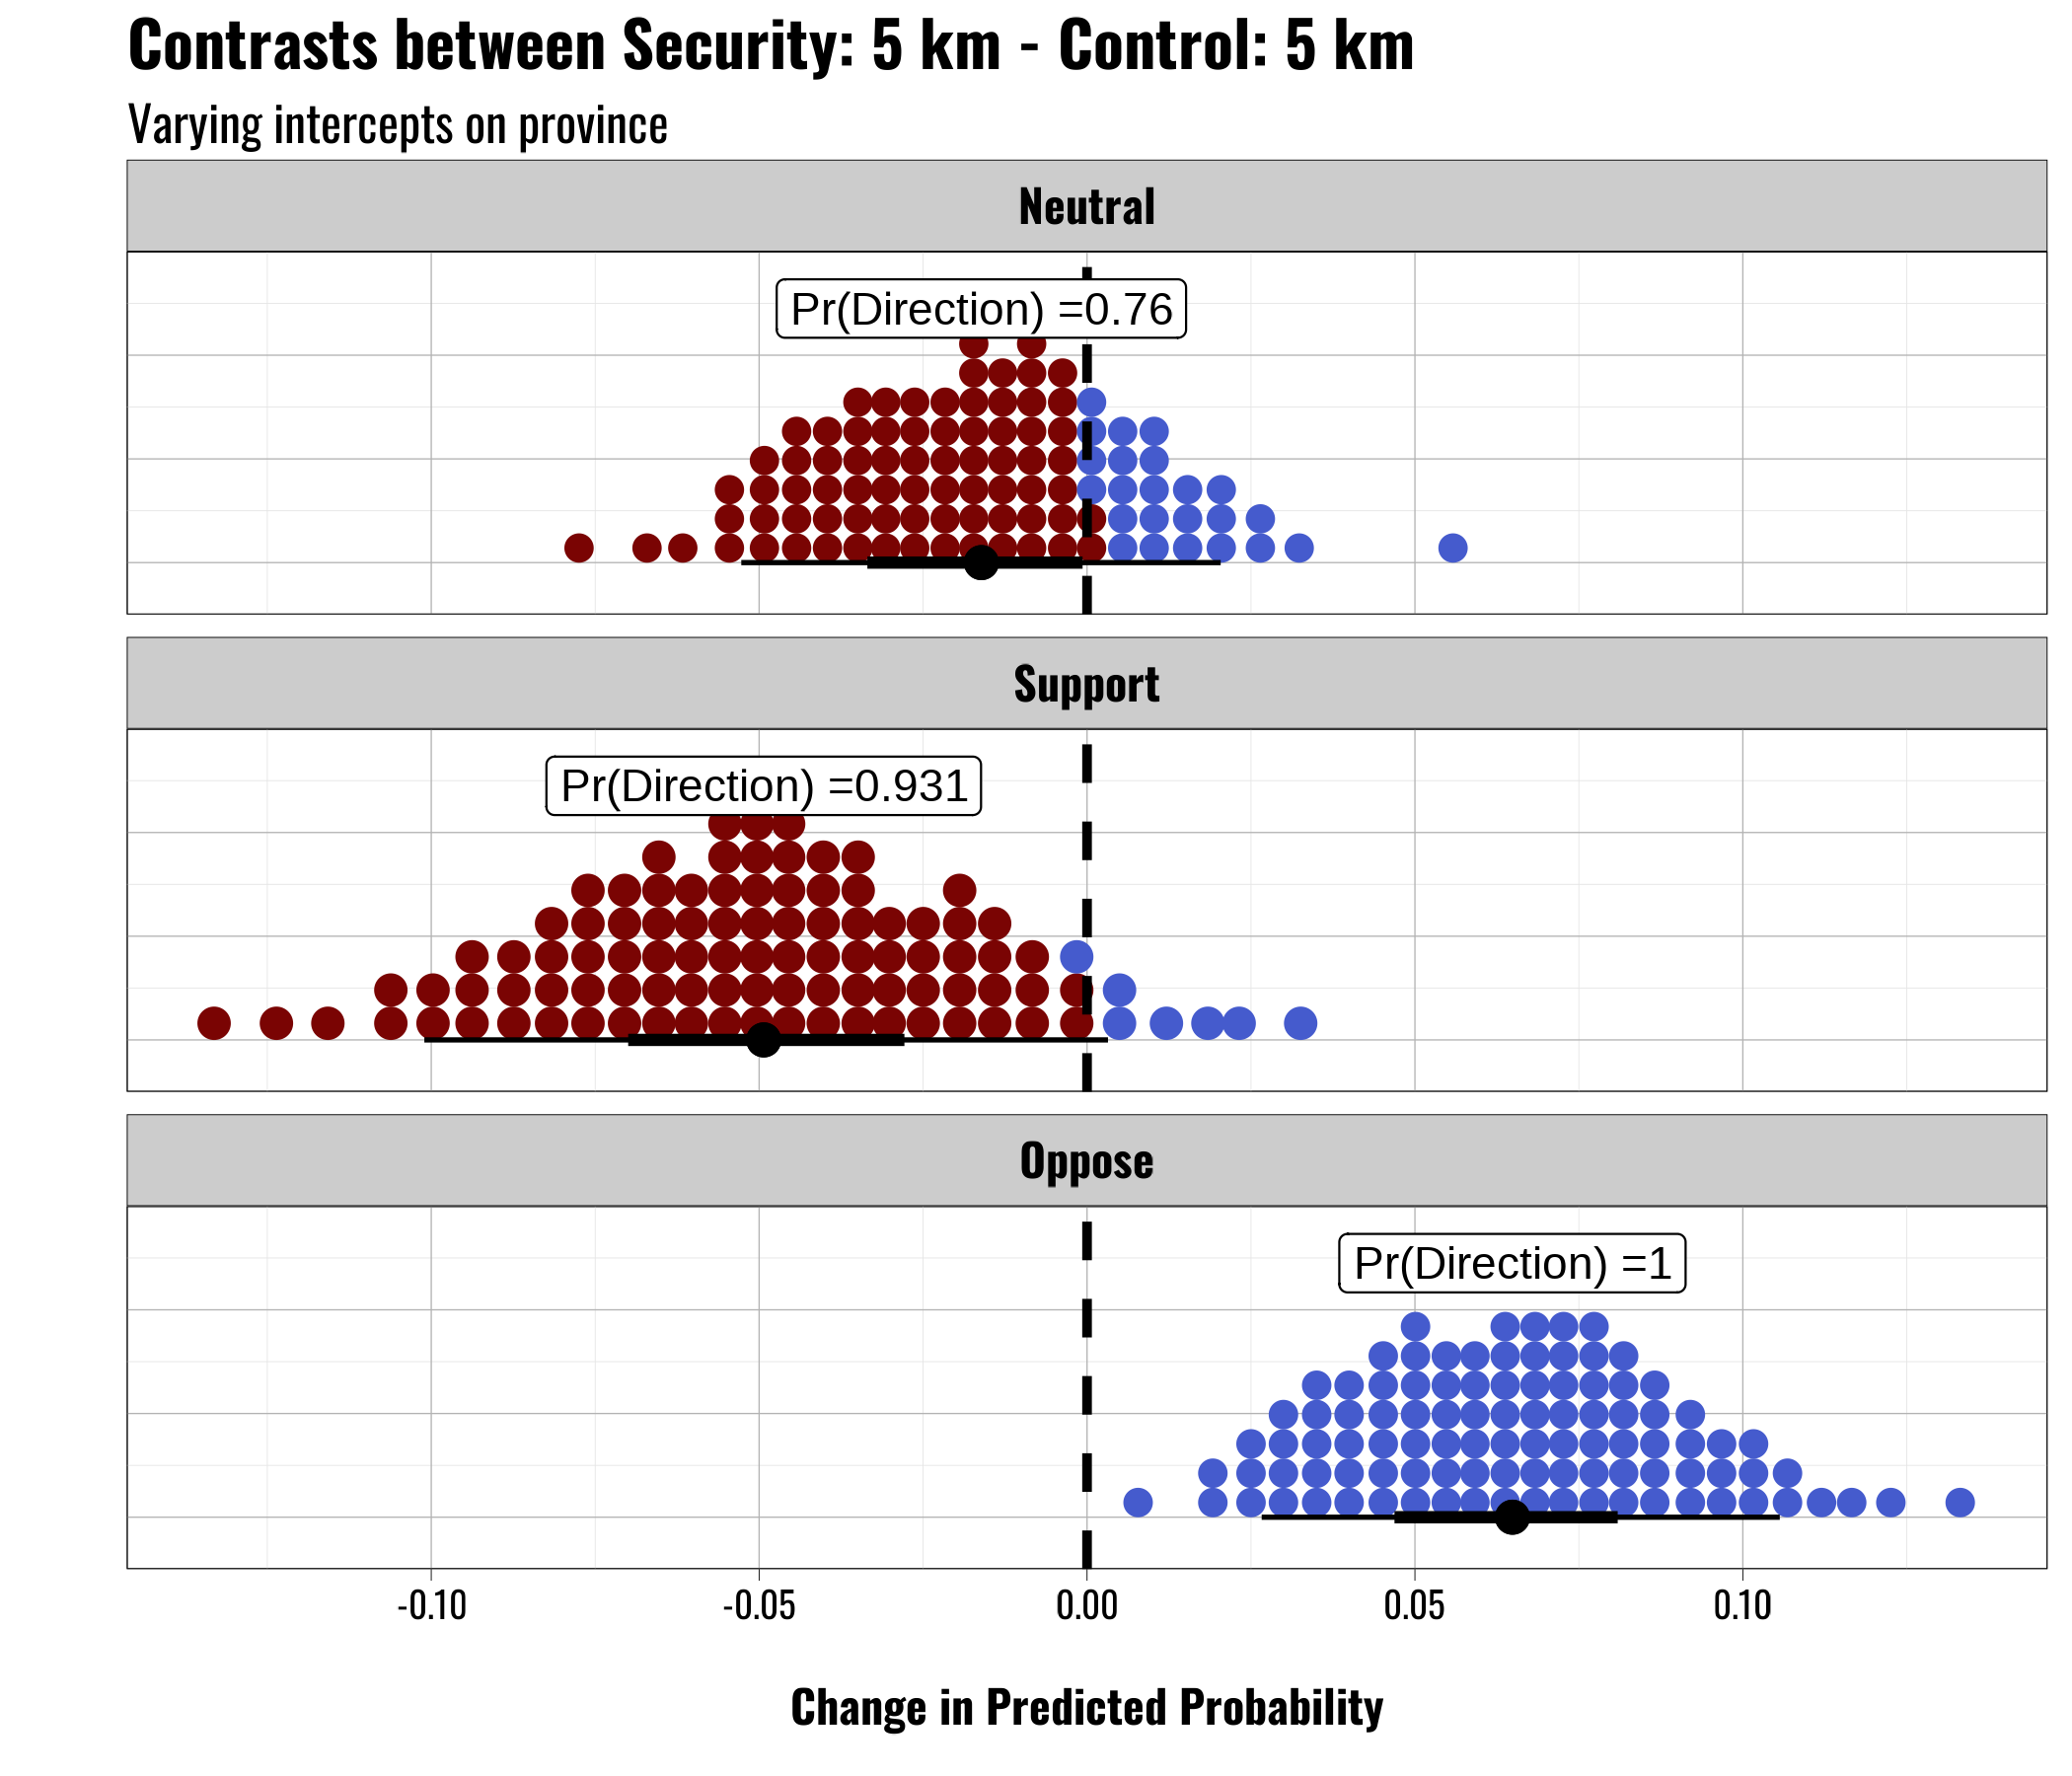 Contrasts between Security: 5 km - Control: 5 km
Varying intercepts on province
Neutral
Pr(Direction) =0.76
Support
Pr(Direction) =0.931
Oppose
Pr(Direction) =1
-0.10 -0.05 0.00 0.05 0.10
Change in Predicted Probability